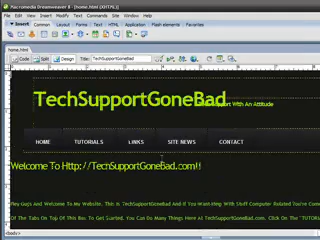 Macromedia Dreamweaver 8 - [home.html (XHTML)]
File Edit View Insert Modify Text Commands Site Window Help
Insert Common Layout Forms Text HTML Application Flash elements Favorites
home.html
Code Split Design Title: TechSupportGoneBad
TechSupportGoneBad
Support With An Attitude
HOME TUTORIALS LINKS SITE NEWS CONTACT
Welcome To Http://TechSupportGoneBad.com!!
Hey Guys And Welcome To My Website, This Is TechSupportGoneBad And If You Want Help With Stuff Computer Related You're Come
Of The Tabs On Top Of This Box To Get Started. You Can Do Many Things Here At TechSupportGoneBad.com. Click On The "TUTORI
<body>